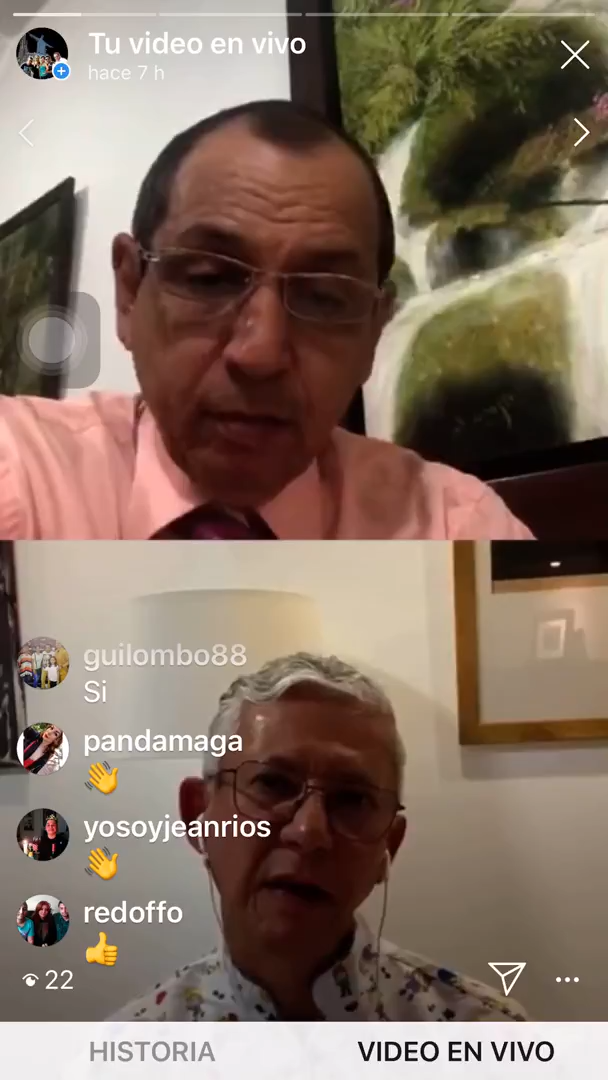 Tu video en vivo
hace 7 h
guilombo88
Si
pandamaga
👋
yosoyjeanrios
👋
redoffo
👍
22
HISTORIA
VIDEO EN VIVO